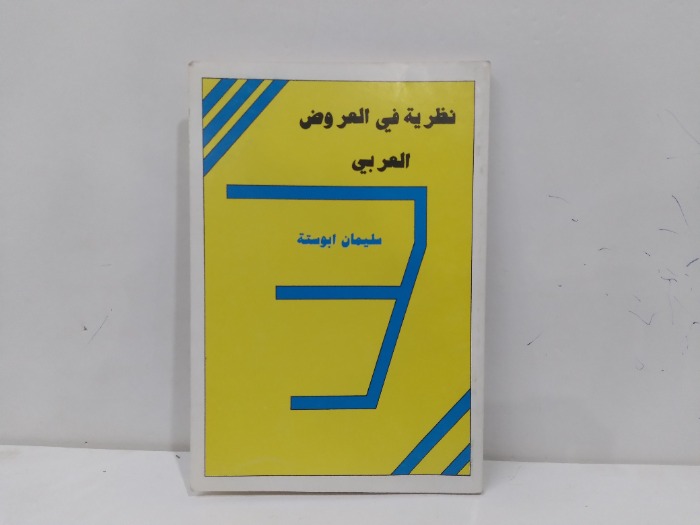 نظرية في العروض
العربي
سليمان ابوستة